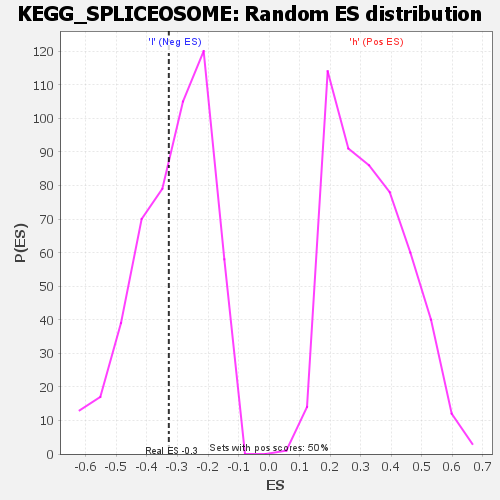 KEGG_SPLICEOSOME: Random ES distribution
'l' (Neg ES)
'h' (Pos ES)
120
110
100
90
80
70
60
50
40
30
20
10
0
P(ES)
Real ES -0.3
Sets with pos scores: 50%
-0.6 -0.5 -0.4 -0.3 -0.2 -0.1 0.0 0.1 0.2 0.3 0.4 0.5 0.6 0.7
ES